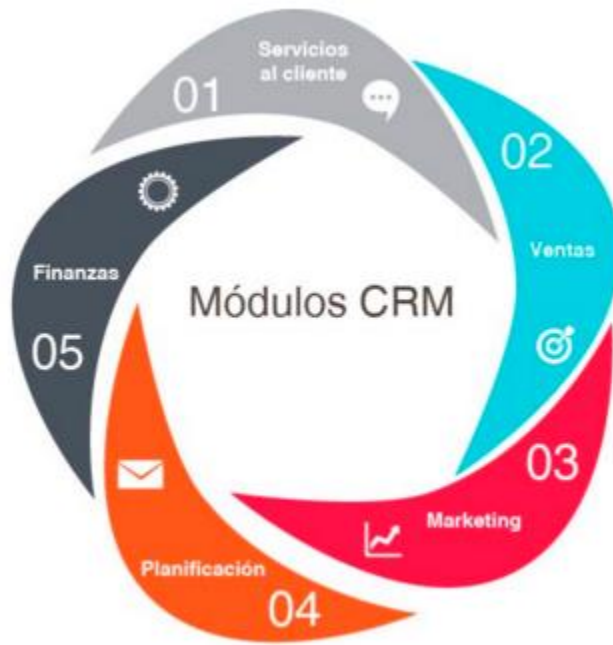 01
Servicios
al cliente
02
Ventas
03
Marketing
04
Planificación
05
Finanzas
Módulos CRM